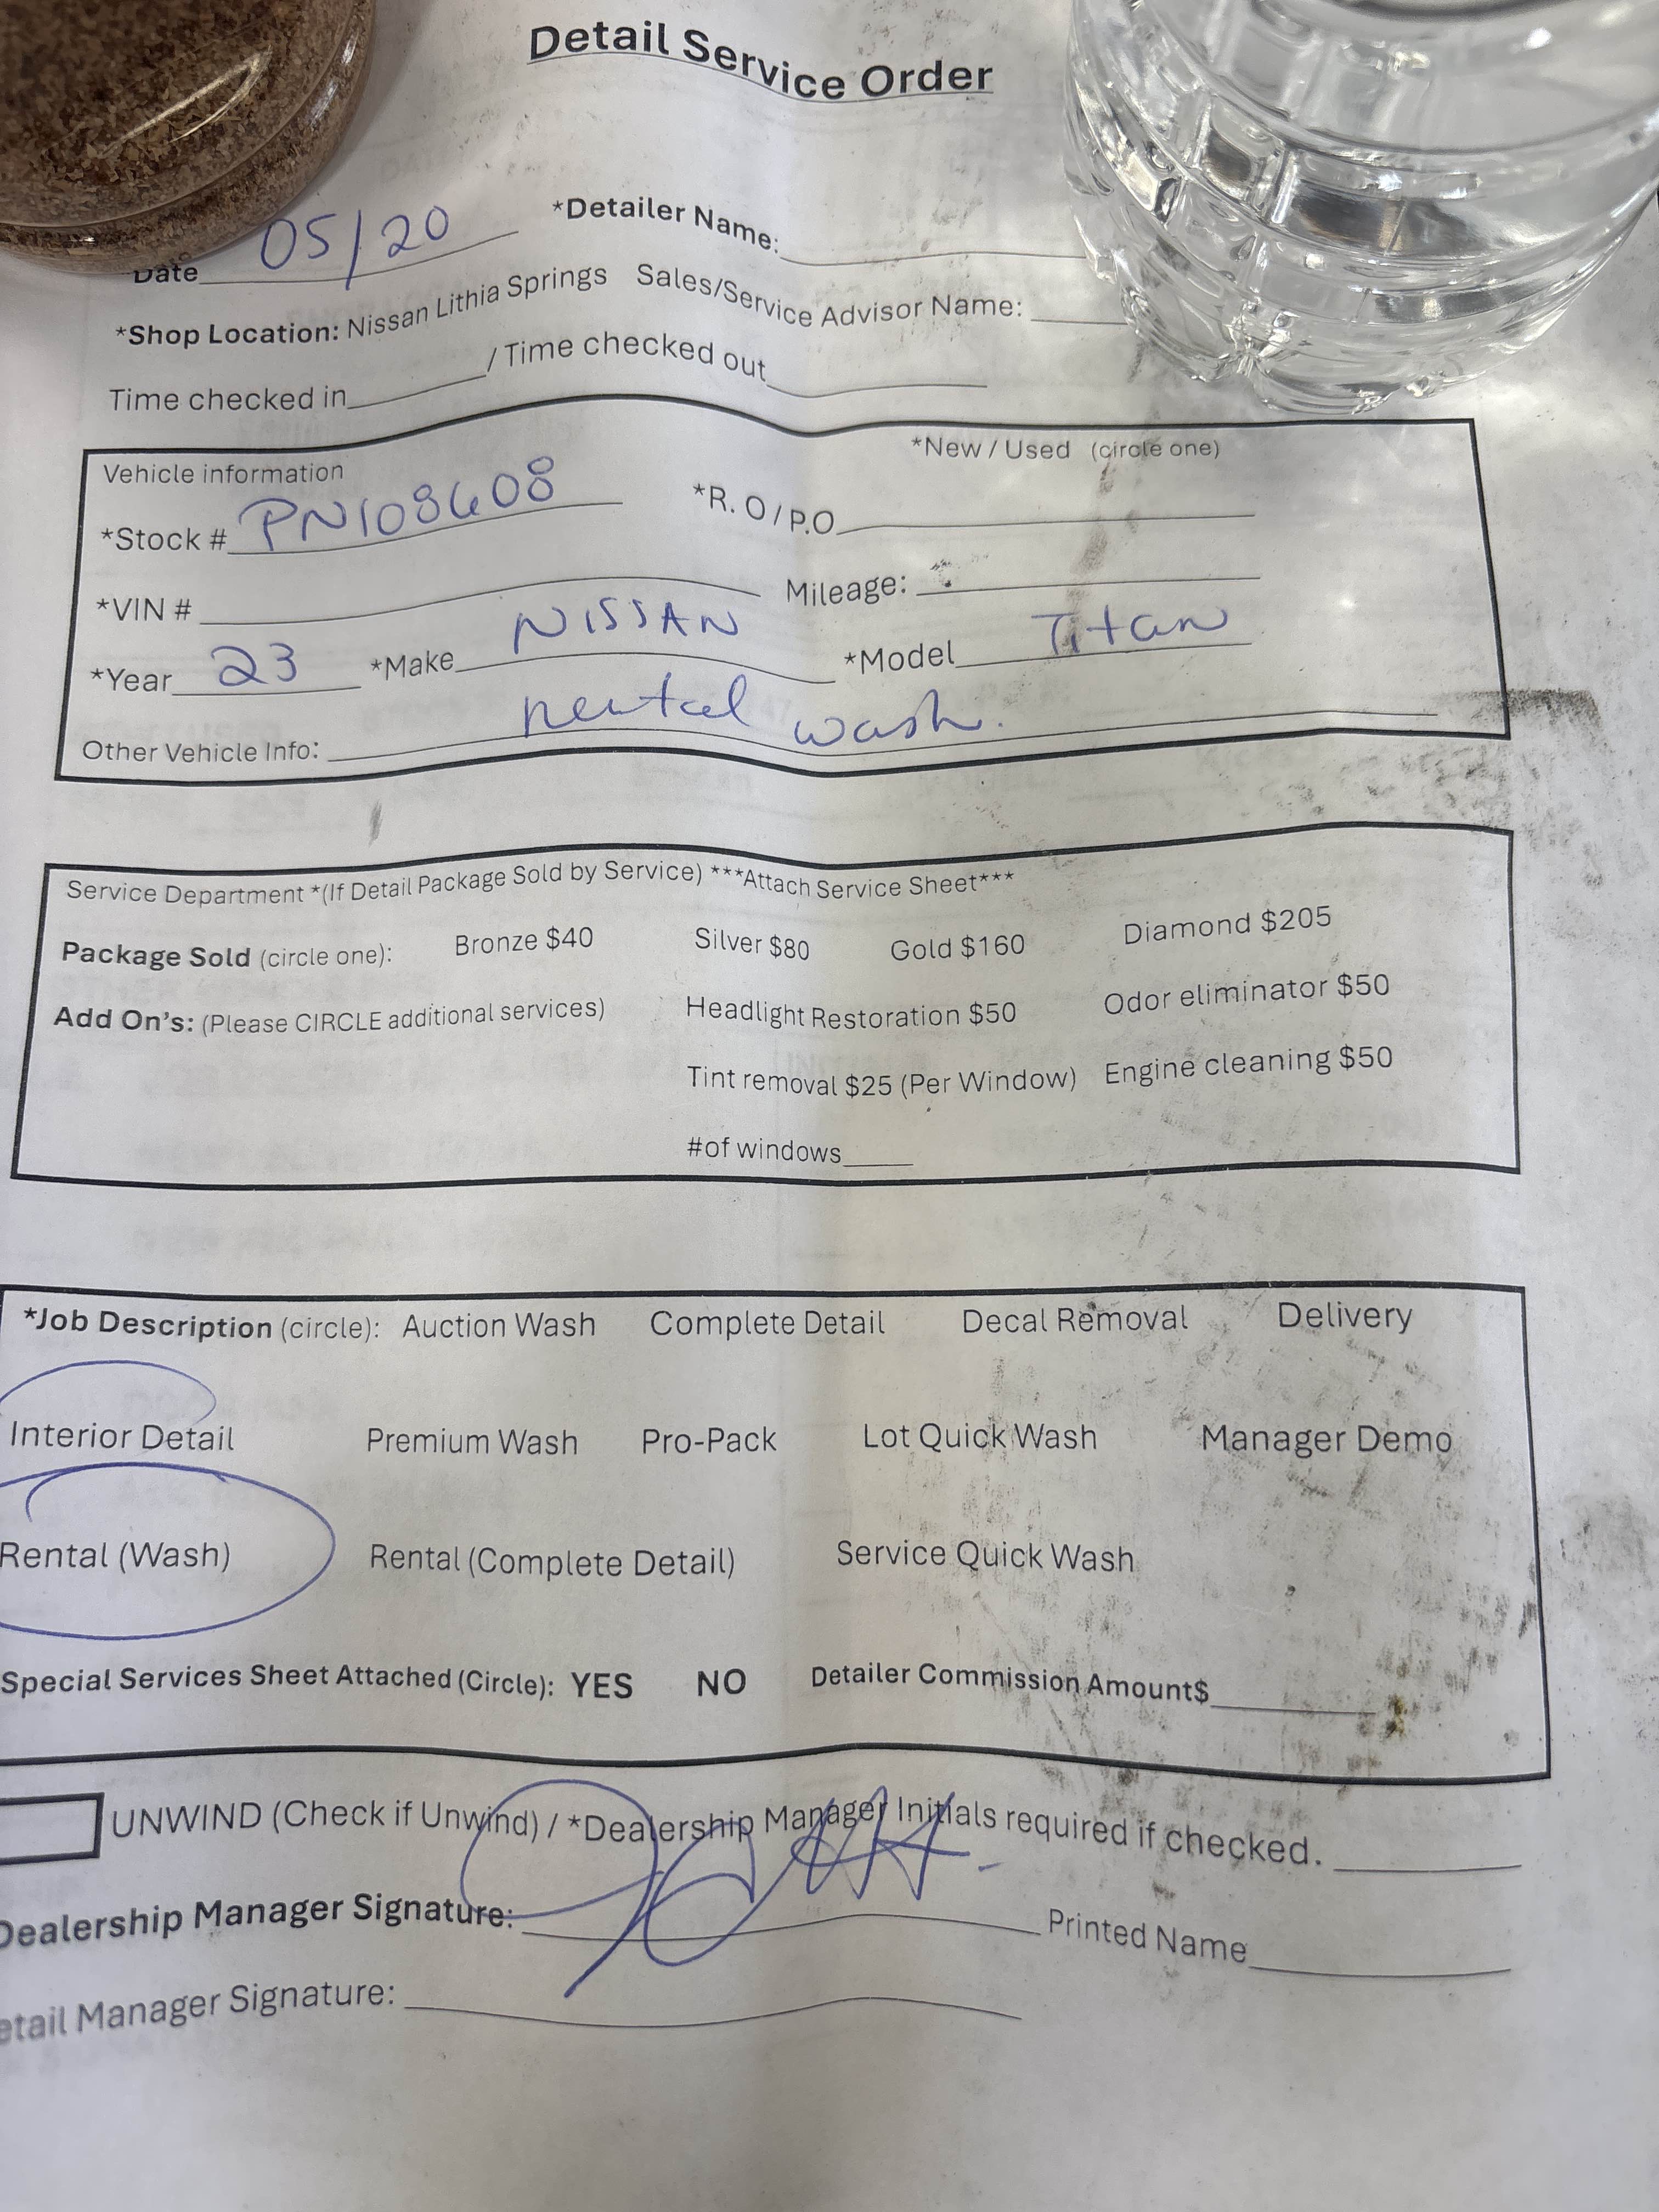 Detail Service Order
Date 05/20 *Detailer Name:
*Shop Location: Nissan Lithia Springs Sales/Service Advisor Name:
Time checked in / Time checked out
Vehicle information *New / Used (circle one)
*Stock # PN108608 *R.O/P.O
*VIN # Mileage:
*Year 23 *Make NISSAN *Model Titan
Other Vehicle Info: rental wash.
Service Department *(If Detail Package Sold by Service) ***Attach Service Sheet***
Package Sold (circle one): Bronze $40 Silver $80 Gold $160 Diamond $205
Add On's: (Please CIRCLE additional services) Headlight Restoration $50 Odor eliminator $50
Tint removal $25 (Per Window) Engine cleaning $50
#of windows
*Job Description (circle): Auction Wash Complete Detail Decal Removal Delivery
Interior Detail Premium Wash Pro-Pack Lot Quick Wash Manager Demo
Rental (Wash) Rental (Complete Detail) Service Quick Wash
Special Services Sheet Attached (Circle): YES NO Detailer Commission Amount$
UNWIND (Check if Unwind) / *Dealership Manager Initials required if checked.
Dealership Manager Signature: Printed Name
etail Manager Signature: